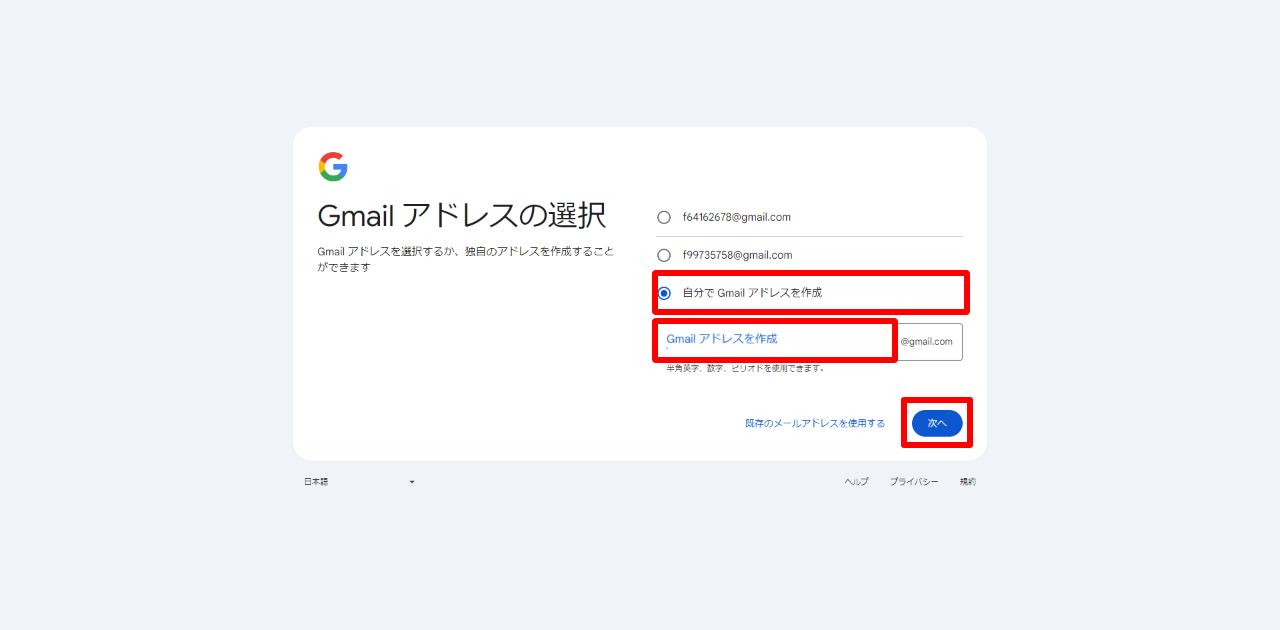 Gmail アドレスの選択
Gmail アドレスを選択するか、独自のアドレスを作成すること
ができます
f64162678@gmail.com
f99735758@gmail.com
自分で Gmail アドレスを作成
Gmail アドレスを作成
@gmail.com
半角英字、数字、ピリオドを使用できます。
既存のメールアドレスを使用する
次へ
日本語
ヘルプ
プライバシー
規約